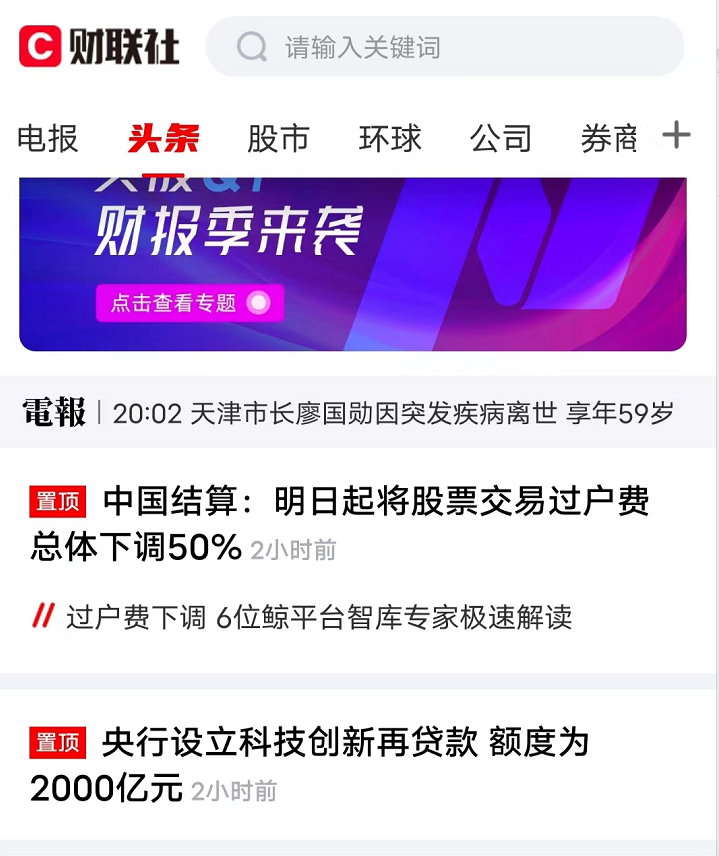 C 财联社
请输入关键词
电报 头条 股市 环球 公司 券商 +
财报季来袭
点击查看专题
電報 | 20:02 天津市长廖国勋因突发疾病离世 享年59岁
置顶 中国结算：明日起将股票交易过户费
总体下调50% 2小时前
// 过户费下调 6位鲸平台智库专家极速解读
置顶 央行设立科技创新再贷款 额度为
2000亿元 2小时前